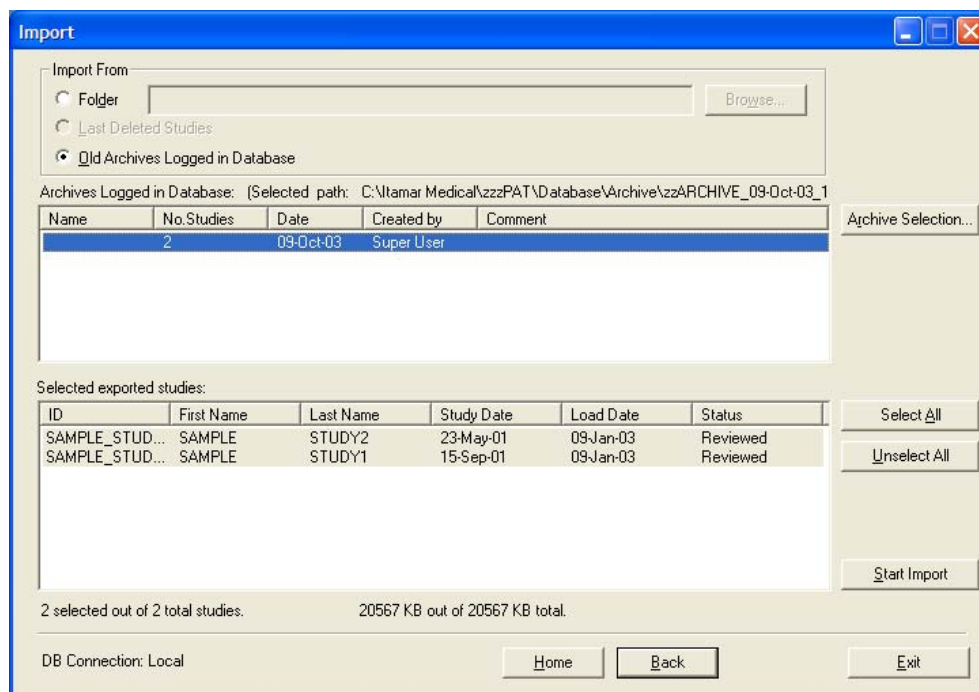 Import
Import From
Folder Browse...
Last Deleted Studies
Old Archives Logged in Database
Archives Logged in Database: (Selected path: C:\Itamar Medical\zzzPAT\Database\Archive\zzARCHIVE_09-Oct-03_1
Name No.Studies Date Created by Comment Archive Selection...
2 09-Oct-03 Super User
Selected exported studies:
ID First Name Last Name Study Date Load Date Status Select All
SAMPLE_STUD... SAMPLE STUDY2 23-May-01 09-Jan-03 Reviewed
SAMPLE_STUD... SAMPLE STUDY1 15-Sep-01 09-Jan-03 Reviewed Unselect All
Start Import
2 selected out of 2 total studies. 20567 KB out of 20567 KB total.
DB Connection: Local Home Back Exit